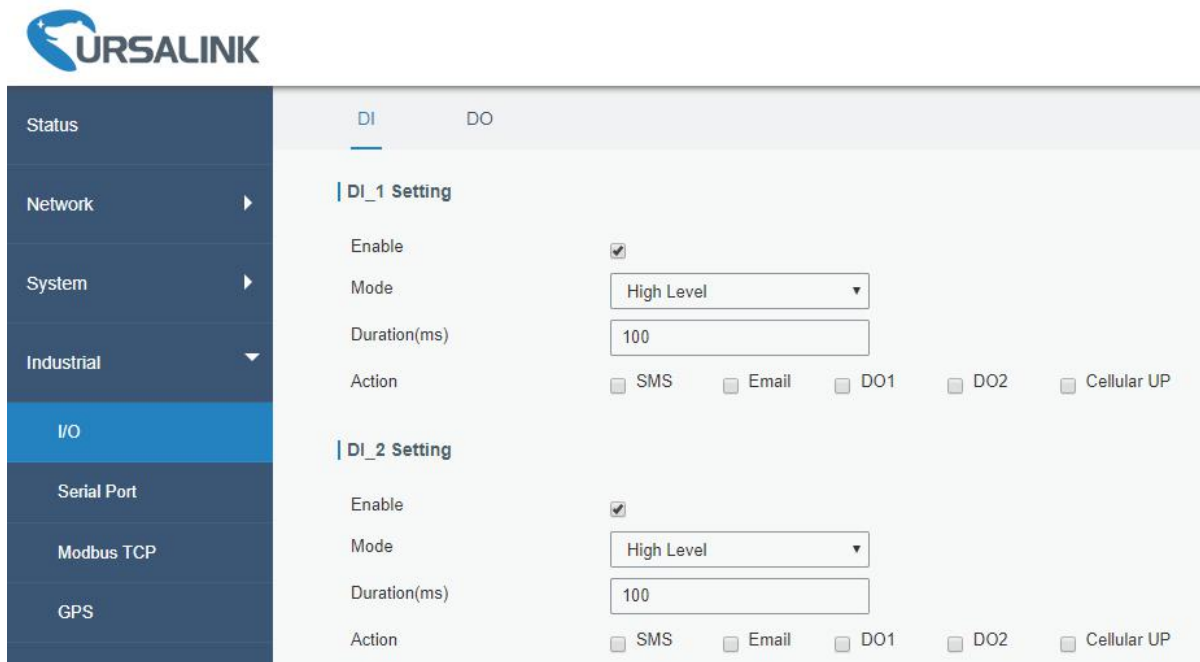 URSALINK
Status
Network
System
Industrial
I/O
Serial Port
Modbus TCP
GPS
DI DO
DI_1 Setting
Enable
Mode High Level
Duration(ms) 100
Action SMS Email DO1 DO2 Cellular UP
DI_2 Setting
Enable
Mode High Level
Duration(ms) 100
Action SMS Email DO1 DO2 Cellular UP